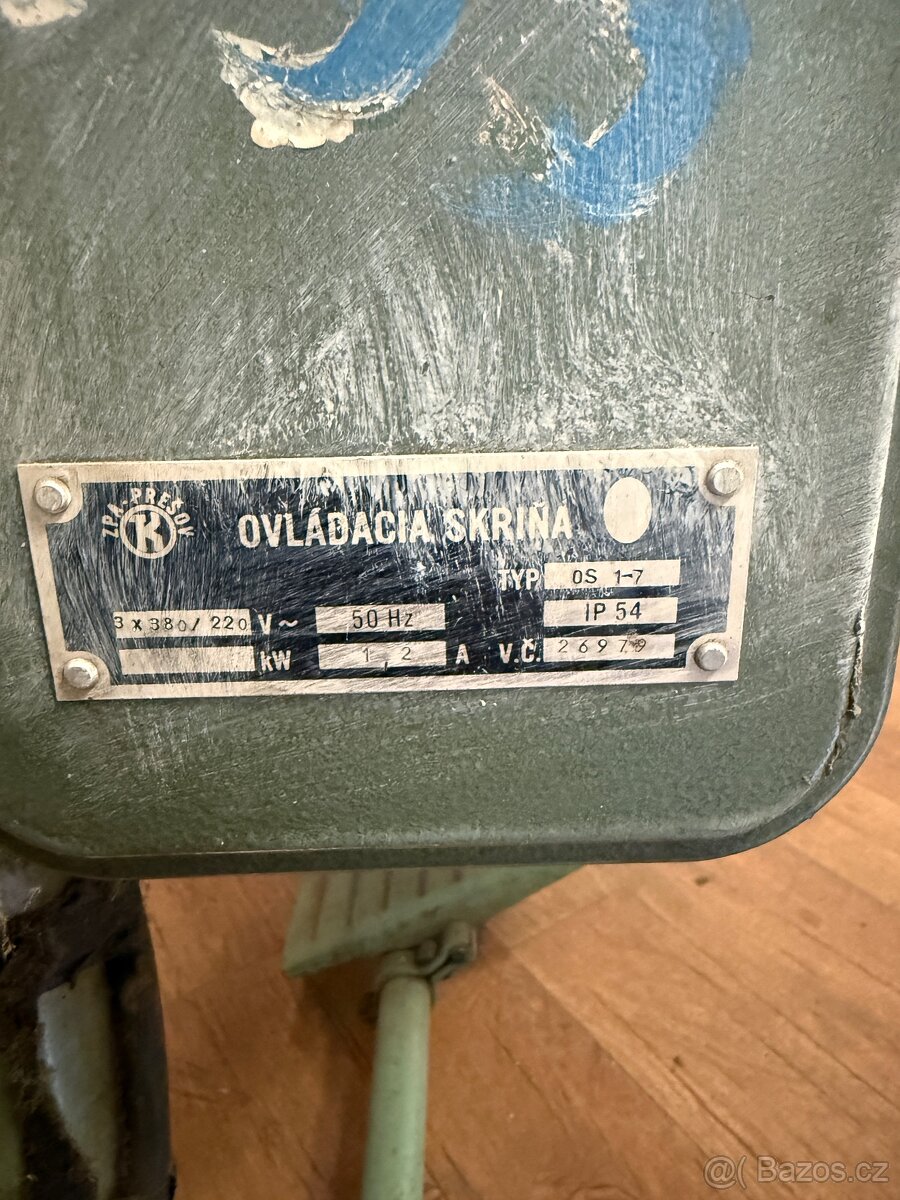 ZPA-PREŠOV
K
OVLÁDACIA SKRIŇA
TYP OS 1-7
3 x 380/220 V~ 50 Hz IP 54
kW 1,2 A V.Č. 26979
@( Bazos.cz